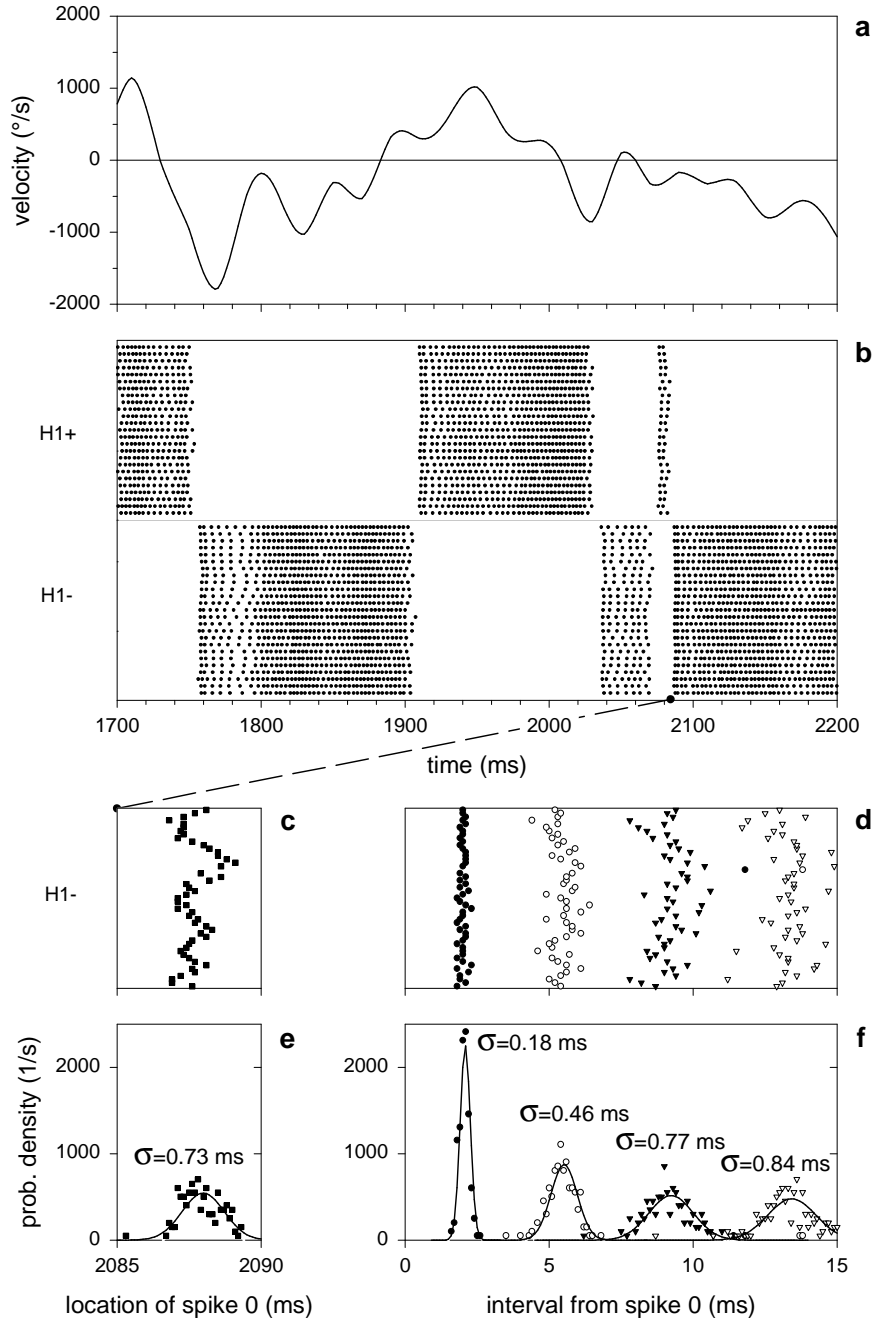 2000
a
1000
0
-1000
-2000
velocity (°/s)
b
H1+
H1-
1700 1800 1900 2000 2100 2200
time (ms)
c d
H1-
e f
2000 2000
1000 1000
0 0
prob. density (1/s)
σ=0.73 ms
σ=0.18 ms
σ=0.46 ms
σ=0.77 ms
σ=0.84 ms
2085 2090 0 5 10 15
location of spike 0 (ms) interval from spike 0 (ms)